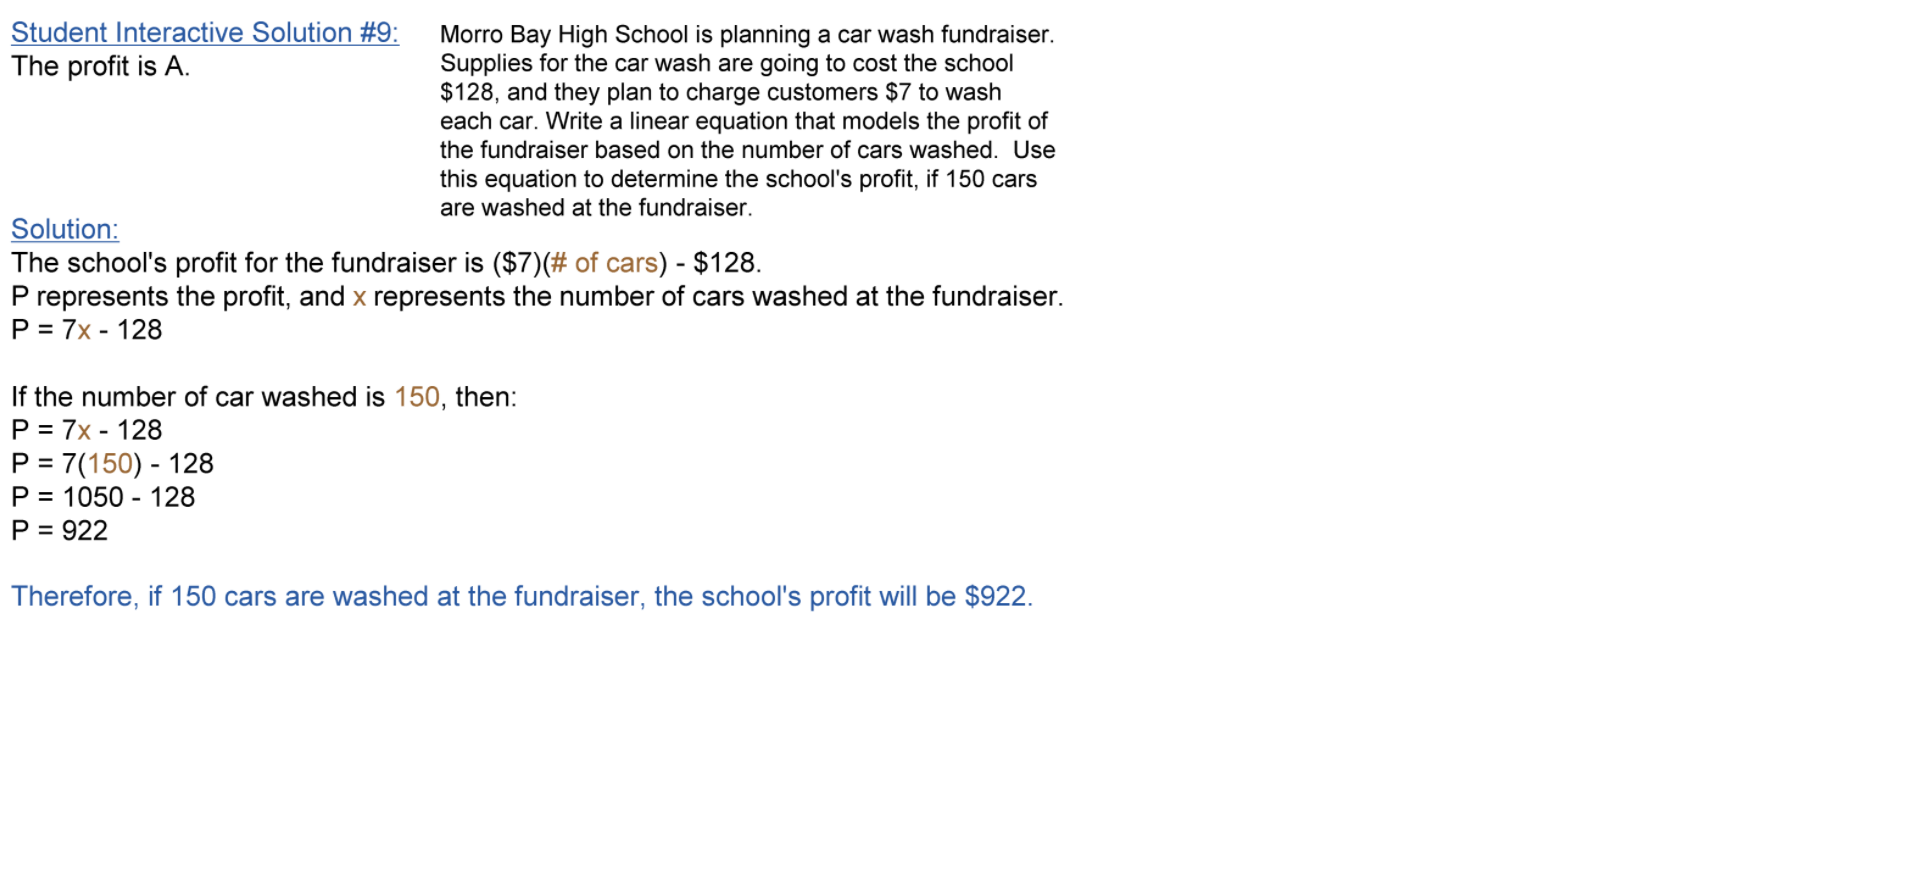 Student Interactive Solution #9:
The profit is A.
Morro Bay High School is planning a car wash fundraiser.
Supplies for the car wash are going to cost the school
$128, and they plan to charge customers $7 to wash
each car. Write a linear equation that models the profit of
the fundraiser based on the number of cars washed.  Use
this equation to determine the school's profit, if 150 cars
are washed at the fundraiser.
Solution:
The school's profit for the fundraiser is ($7)(# of cars) - $128.
P represents the profit, and x represents the number of cars washed at the fundraiser.
P = 7x - 128
If the number of car washed is 150, then:
P = 7x - 128
P = 7(150) - 128
P = 1050 - 128
P = 922
Therefore, if 150 cars are washed at the fundraiser, the school's profit will be $922.